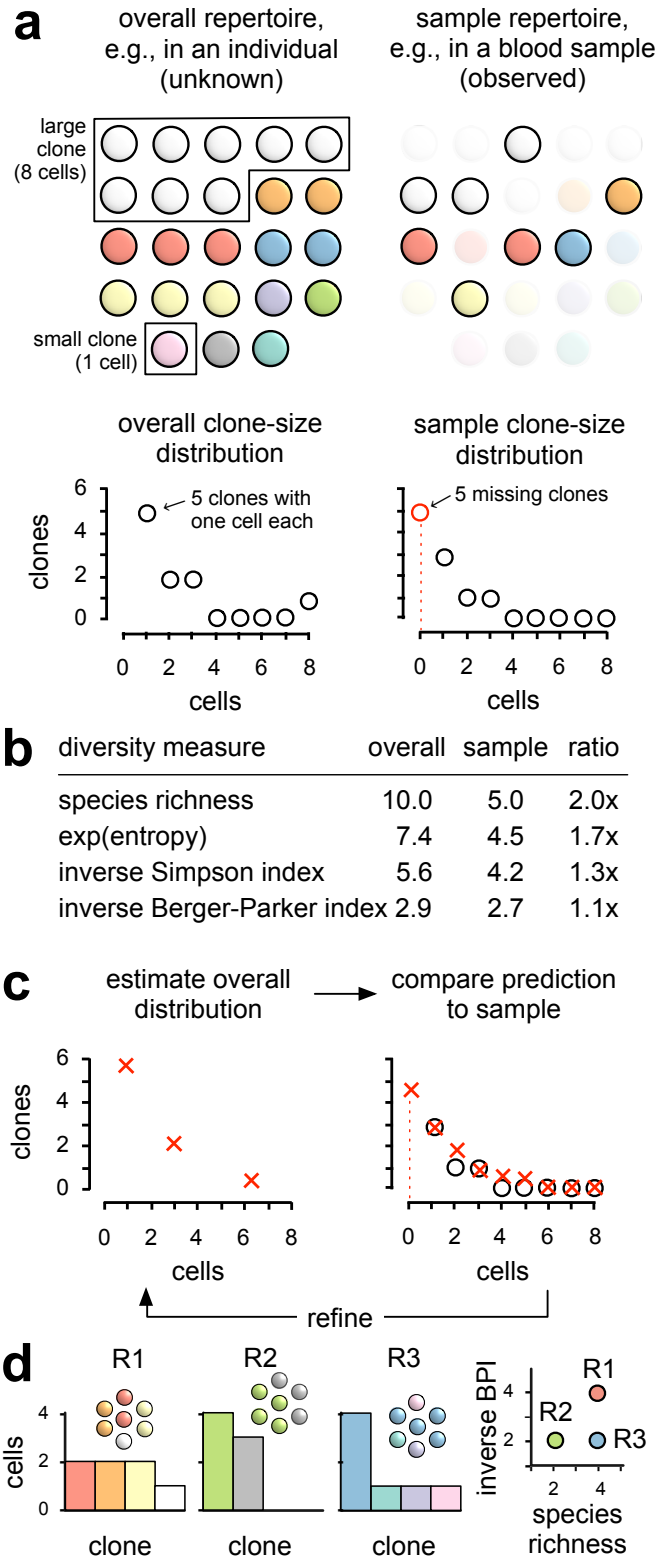 a
overall repertoire,
e.g., in an individual
(unknown)
sample repertoire,
e.g., in a blood sample
(observed)
large
clone
(8 cells)
small clone
(1 cell)
overall clone-size
distribution
sample clone-size
distribution
6
4
2
0
clones
5 clones with
one cell each
0 2 4 6 8
cells
5 missing clones
0 2 4 6 8
cells
b
diversity measure overall sample ratio
species richness 10.0 5.0 2.0x
exp(entropy) 7.4 4.5 1.7x
inverse Simpson index 5.6 4.2 1.3x
inverse Berger-Parker index 2.9 2.7 1.1x
c
estimate overall
distribution
compare prediction
to sample
6
4
2
0
clones
0 2 4 6 8
cells
0 2 4 6 8
cells
refine
d
R1
R2
R3
4
2
0
cells
clone
clone
clone
inverse BPI
4
2
R1
R2
R3
2 4
species
richness